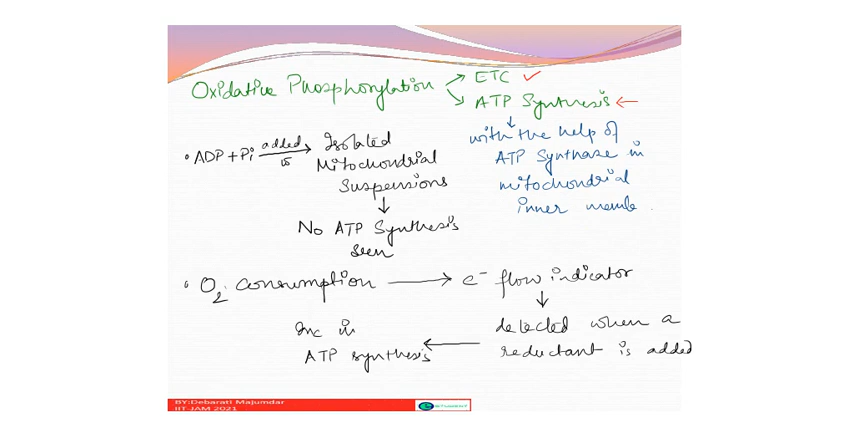 Oxidative Phosphorylation → ETC ✓
→ ATP Synthesis ←
↓
with the help of
ATP Synthase in
mitochondrial
inner memb.
• ADP + Pi added to → Isolated
Mitochondrial
Suspensions
↓
No ATP Synthesis
seen
• O2 consumption → e⁻ flow indicator
↓
detected when a
reductant is added
←
Inc in
ATP synthesis
BY:Debarati Majumdar
IIT-JAM 2021